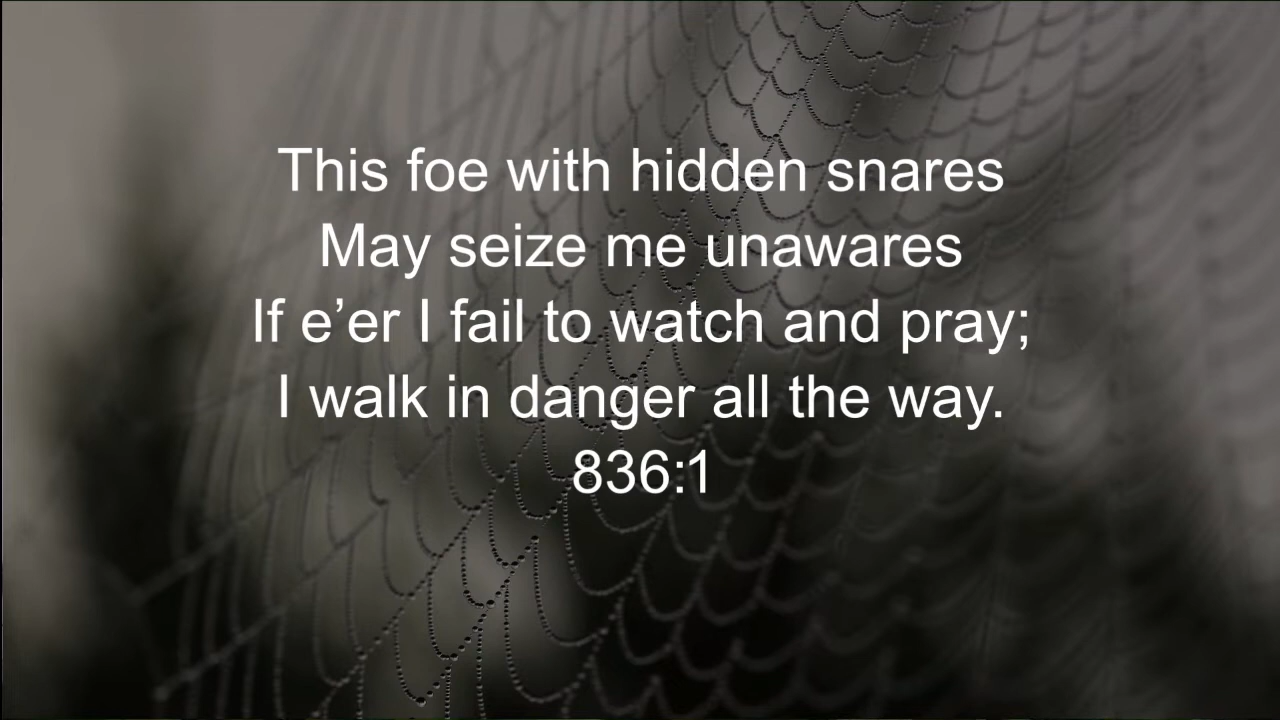 This foe with hidden snares
May seize me unawares
If e’er I fail to watch and pray;
I walk in danger all the way.
836:1